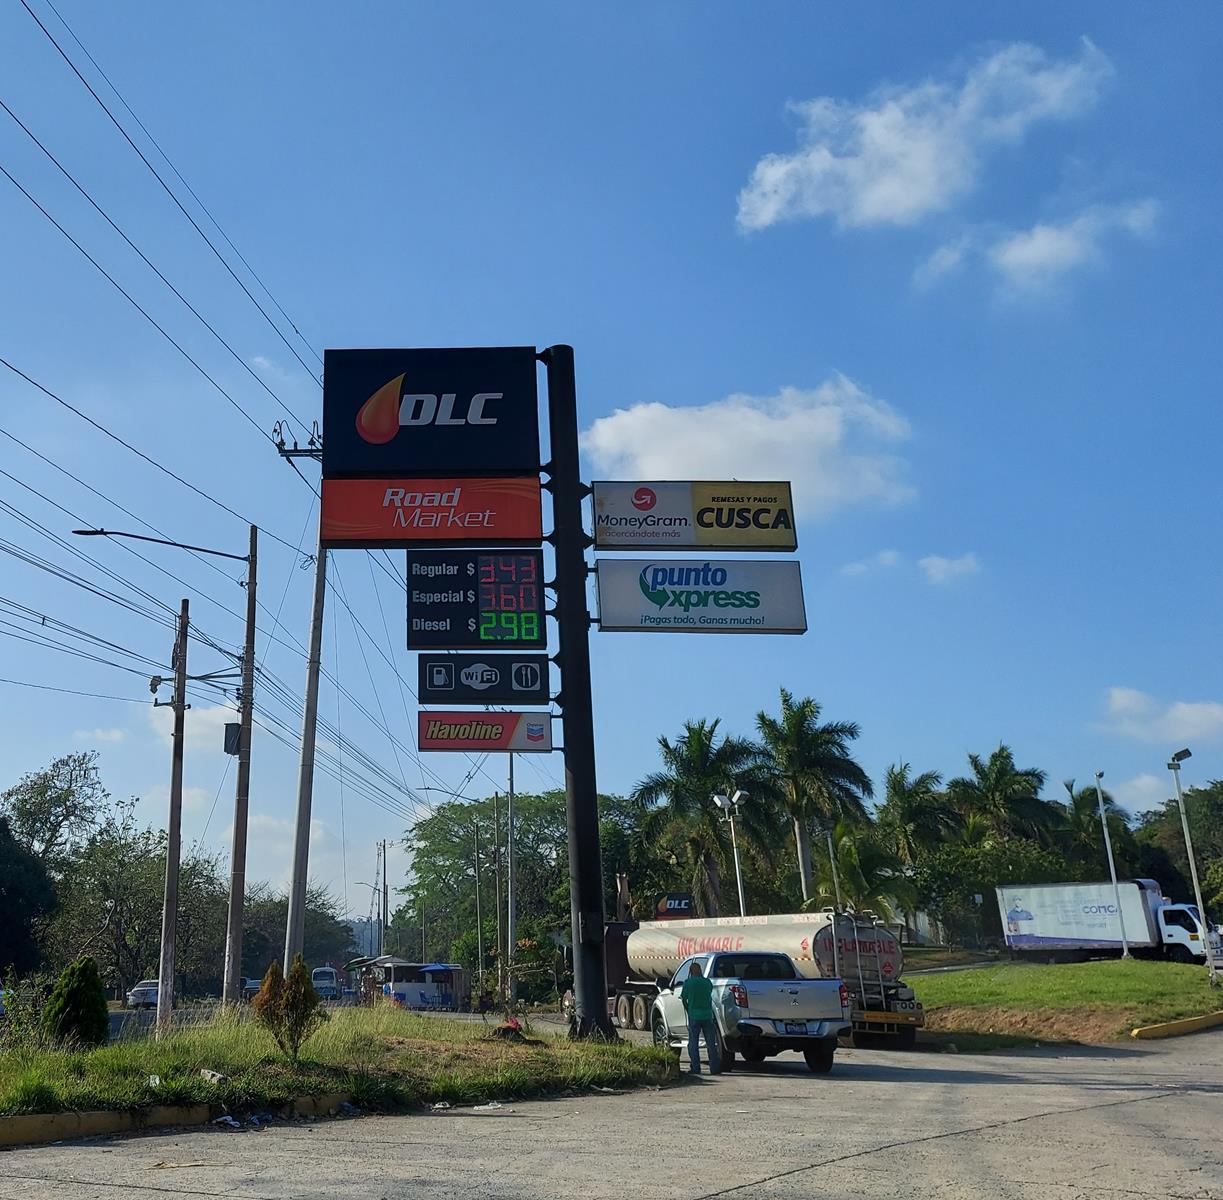 DLC
Road
Market
Regular $ 3.43
Especial $ 3.60
Diesel $ 2.98
WiFi
Havoline
MoneyGram.
acercándote más
REMESAS Y PAGOS
CUSCA
punto
xpress
¡Pagas todo, Ganas mucho!
DLC
INFLAMABLE
INFLAMABLE